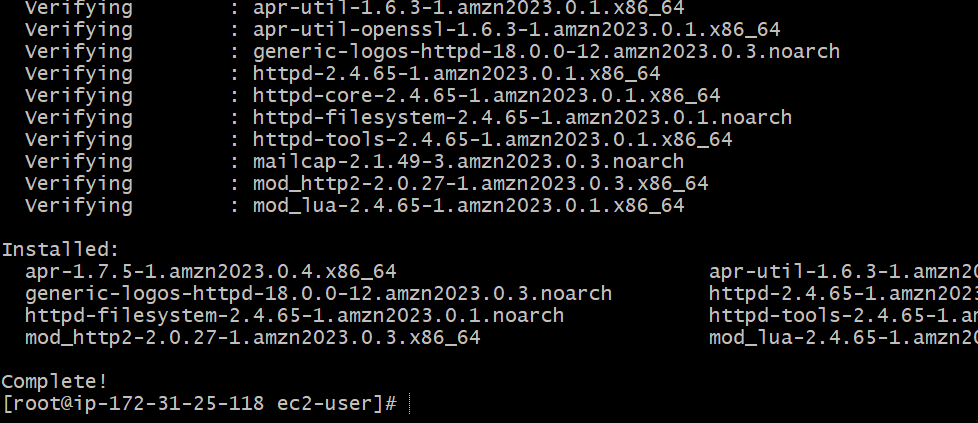 Verifying        : apr-util-1.6.3-1.amzn2023.0.1.x86_64
Verifying        : apr-util-openssl-1.6.3-1.amzn2023.0.1.x86_64
Verifying        : generic-logos-httpd-18.0.0-12.amzn2023.0.3.noarch
Verifying        : httpd-2.4.65-1.amzn2023.0.1.x86_64
Verifying        : httpd-core-2.4.65-1.amzn2023.0.1.x86_64
Verifying        : httpd-filesystem-2.4.65-1.amzn2023.0.1.noarch
Verifying        : httpd-tools-2.4.65-1.amzn2023.0.1.x86_64
Verifying        : mailcap-2.1.49-3.amzn2023.0.3.noarch
Verifying        : mod_http2-2.0.27-1.amzn2023.0.3.x86_64
Verifying        : mod_lua-2.4.65-1.amzn2023.0.1.x86_64
Installed:
apr-1.7.5-1.amzn2023.0.4.x86_64 apr-util-1.6.3-1.amzn20
generic-logos-httpd-18.0.0-12.amzn2023.0.3.noarch httpd-2.4.65-1.amzn2023
httpd-filesystem-2.4.65-1.amzn2023.0.1.noarch httpd-tools-2.4.65-1.am
mod_http2-2.0.27-1.amzn2023.0.3.x86_64 mod_lua-2.4.65-1.amzn20
Complete!
[root@ip-172-31-25-118 ec2-user]#